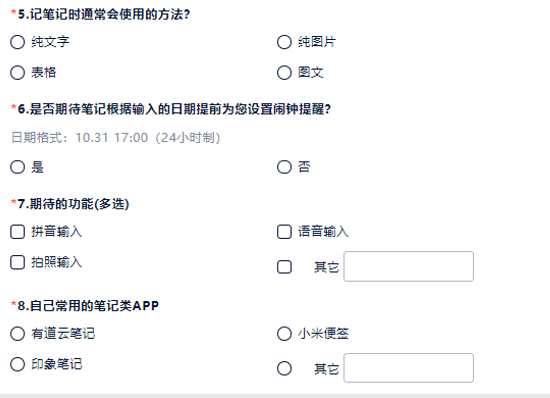 *5.记笔记时通常会使用的方法?
纯文字 纯图片
表格 图文
*6.是否期待笔记根据输入的日期提前为您设置闹钟提醒?
日期格式：10.31 17:00（24小时制）
是 否
*7.期待的功能(多选)
拼音输入 语音输入
拍照输入 其它
*8.自己常用的笔记类APP
有道云笔记 小米便签
印象笔记 其它